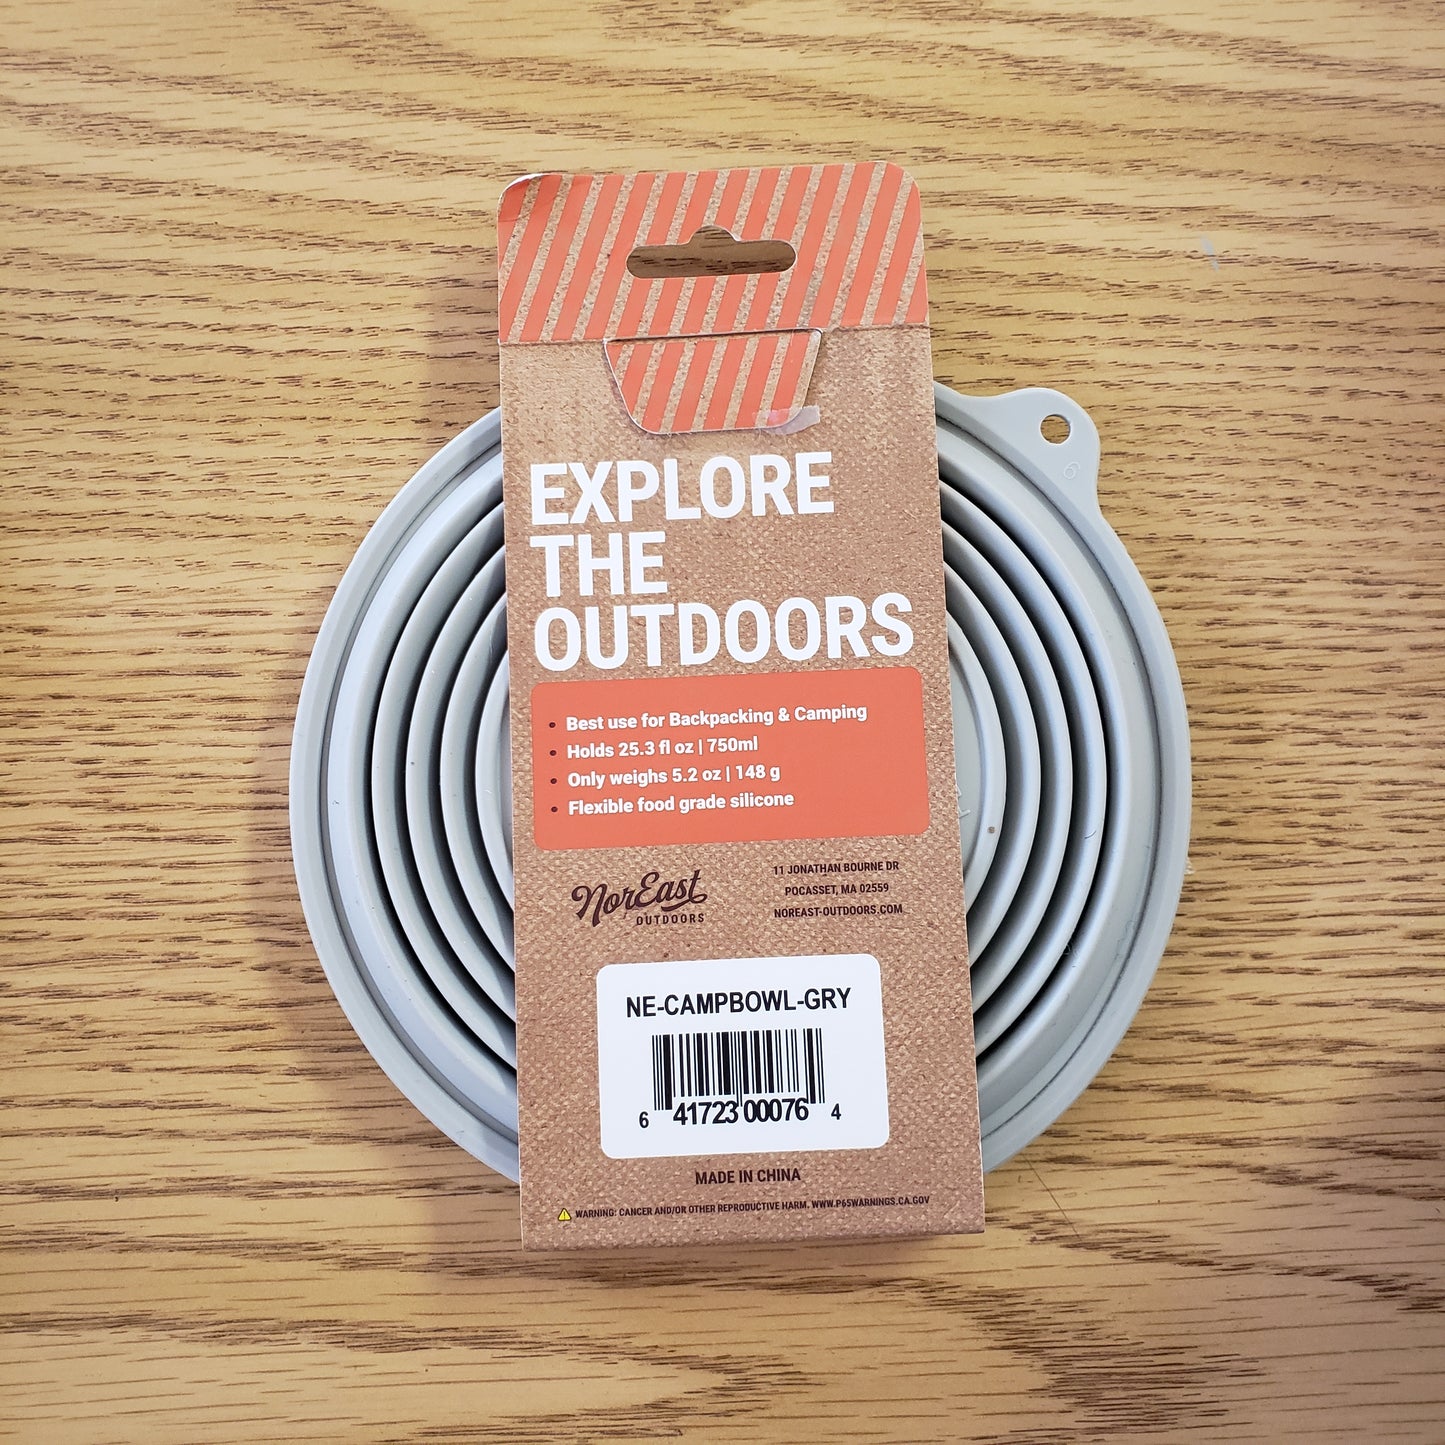 EXPLORE
THE
OUTDOORS
• Best use for Backpacking & Camping
• Holds 25.3 fl oz | 750ml
• Only weighs 5.2 oz | 148 g
• Flexible food grade silicone
NorEast
OUTDOORS
11 JONATHAN BOURNE DR
POCASSET, MA 02559
NOREAST-OUTDOORS.COM
NE-CAMPBOWL-GRY
6 41723 00076 4
MADE IN CHINA
WARNING: CANCER AND/OR OTHER REPRODUCTIVE HARM. WWW.P65WARNINGS.CA.GOV
6